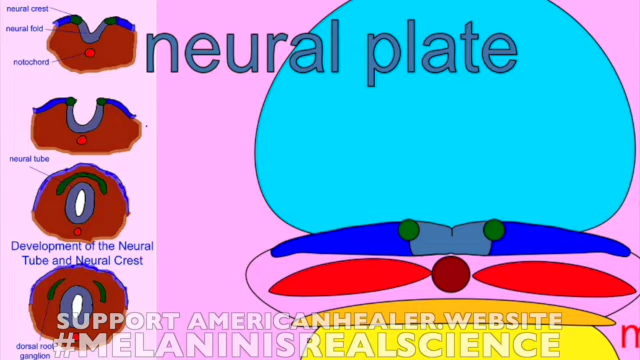 neural crest
neural fold
notochord
neural plate
neural tube
Development of the Neural
Tube and Neural Crest
dorsal root
ganglion
SUPPORT AMERICANHEALER.WEBSITE
#MELANINISREALSCIENCE
m